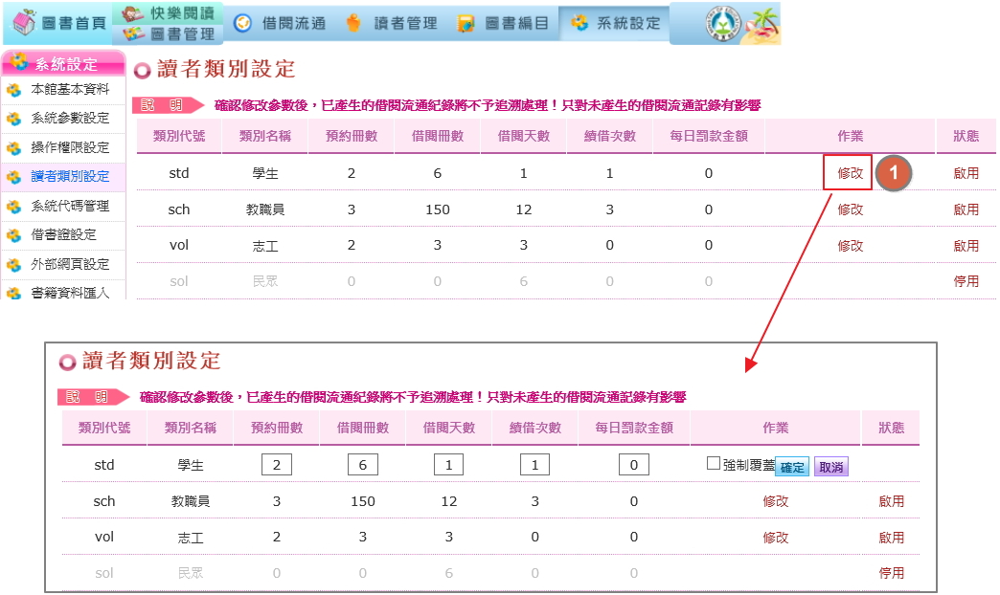 圖書首頁
快樂閱讀
圖書管理
借閱流通
讀者管理
圖書編目
系統設定
系統設定
本館基本資料
系統參數設定
操作權限設定
讀者類別設定
系統代碼管理
借書證設定
外部網頁設定
書籍資料匯入
讀者類別設定
說 明 確認修改參數後，已產生的借閱流通紀錄將不予追溯處理！只對未產生的借閱流通記錄有影響
類別代號 類別名稱 預約冊數 借閱冊數 借閱天數 續借次數 每日罰款金額 作業 狀態
std 學生 2 6 1 1 0 修改 1 啟用
sch 教職員 3 150 12 3 0 修改 啟用
vol 志工 2 3 3 0 0 修改 啟用
sol 民眾 0 0 6 0 0 停用
讀者類別設定
說 明 確認修改參數後，已產生的借閱流通紀錄將不予追溯處理！只對未產生的借閱流通記錄有影響
類別代號 類別名稱 預約冊數 借閱冊數 借閱天數 續借次數 每日罰款金額 作業 狀態
std 學生 2 6 1 1 0 強制覆蓋 確定 取消
sch 教職員 3 150 12 3 0 修改 啟用
vol 志工 2 3 3 0 0 修改 啟用
sol 民眾 0 0 6 0 0 停用